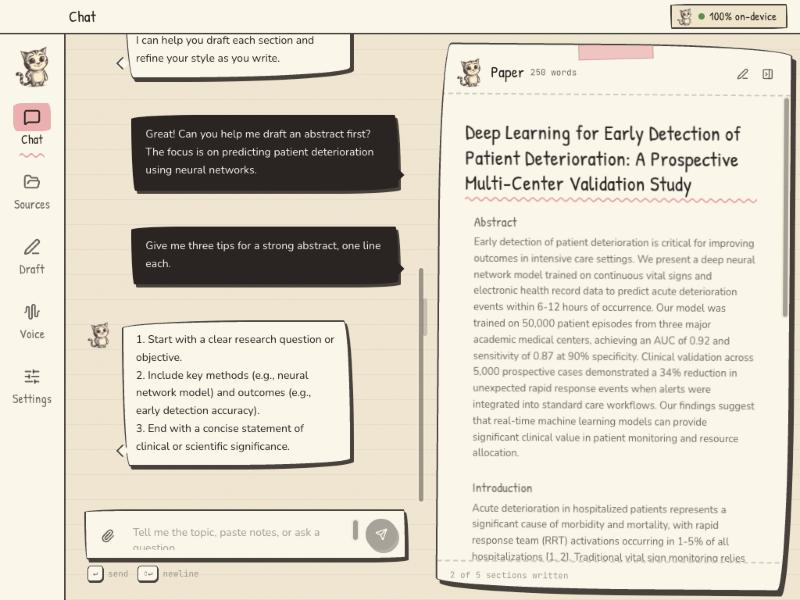 Chat
100% on-device
Chat
Sources
Draft
Voice
Settings
I can help you draft each section and
refine your style as you write.
Great! Can you help me draft an abstract first?
The focus is on predicting patient deterioration
using neural networks.
Give me three tips for a strong abstract, one line
each.
1. Start with a clear research question or
objective.
2. Include key methods (e.g., neural
network model) and outcomes (e.g.,
early detection accuracy).
3. End with a concise statement of
clinical or scientific significance.
Tell me the topic, paste notes, or ask a
question
send
newline
Paper 250 words
Deep Learning for Early Detection of
Patient Deterioration: A Prospective
Multi-Center Validation Study
Abstract
Early detection of patient deterioration is critical for improving
outcomes in intensive care settings. We present a deep neural
network model trained on continuous vital signs and
electronic health record data to predict acute deterioration
events within 6-12 hours of occurrence. Our model was
trained on 50,000 patient episodes from three major
academic medical centers, achieving an AUC of 0.92 and
sensitivity of 0.87 at 90% specificity. Clinical validation across
5,000 prospective cases demonstrated a 34% reduction in
unexpected rapid response events when alerts were
integrated into standard care workflows. Our findings suggest
that real-time machine learning models can provide
significant clinical value in patient monitoring and resource
allocation.
Introduction
Acute deterioration in hospitalized patients represents a
significant cause of morbidity and mortality, with rapid
response team (RRT) activations occurring in 1-5% of all
hospitalizations [1, 2]. Traditional vital sign monitoring relies
2 of 5 sections written